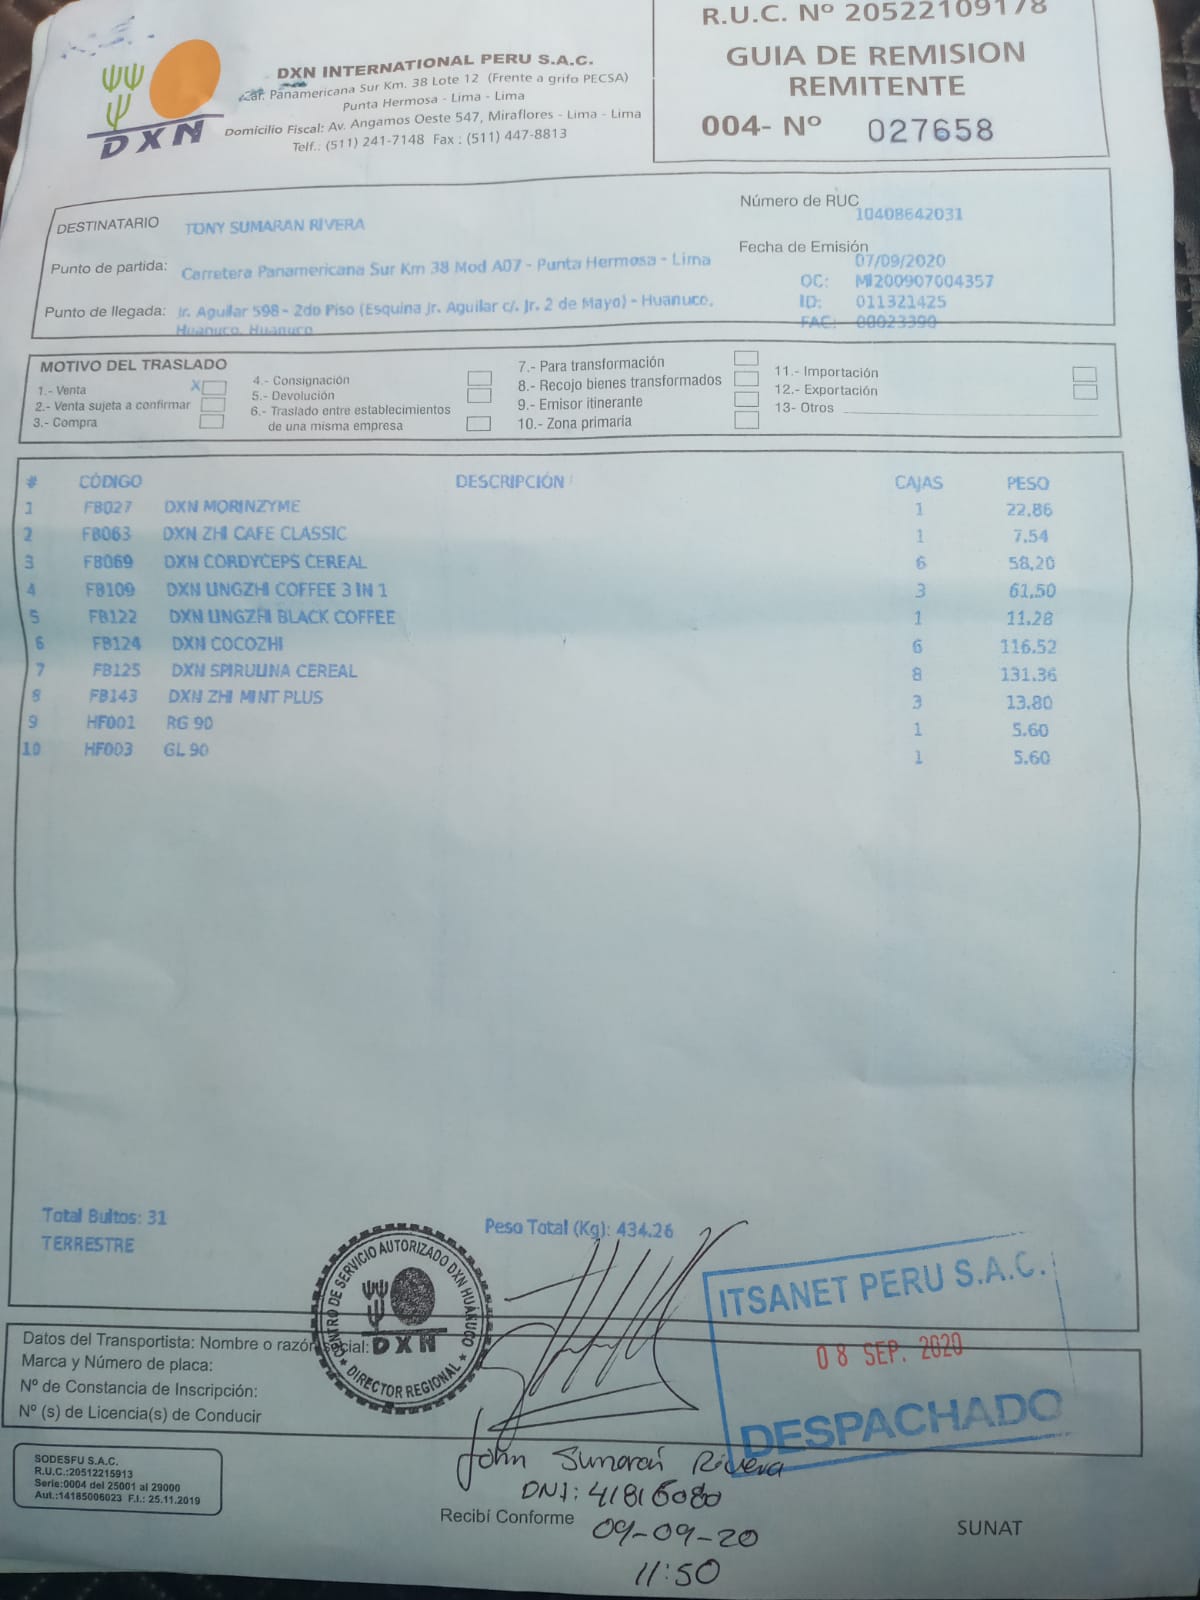 R.U.C. Nº 20522109178
GUIA DE REMISION
REMITENTE
004- Nº 027658
DXN
DXN INTERNATIONAL PERU S.A.C.
Car. Panamericana Sur Km. 38 Lote 12 (Frente a grifo PECSA)
Punta Hermosa - Lima - Lima
Domicilio Fiscal: Av. Angamos Oeste 547, Miraflores - Lima - Lima
Telf.: (511) 241-7148 Fax : (511) 447-8813
DESTINATARIO TONY SUMARAN RIVERA
Número de RUC 10408642031
Punto de partida: Carretera Panamericana Sur Km 38 Mod A07 - Punta Hermosa - Lima
Fecha de Emisión 07/09/2020
OC: MI200907004357
Punto de llegada: Jr. Aguilar 598 - 2do Piso (Esquina Jr. Aguilar c/. Jr. 2 de Mayo) - Huanuco,
Huanuco, Huanuco
ID: 011321425
FAC: 00023390
MOTIVO DEL TRASLADO
1.- Venta X
2.- Venta sujeta a confirmar
3.- Compra
4.- Consignación
5.- Devolución
6.- Traslado entre establecimientos
de una misma empresa
7.- Para transformación
8.- Recojo bienes transformados
9.- Emisor itinerante
10.- Zona primaria
11.- Importación
12.- Exportación
13- Otros
# CÓDIGO DESCRIPCIÓN CAJAS PESO
1 FB027 DXN MORINZYME 1 22.86
2 FB063 DXN ZHI CAFE CLASSIC 1 7.54
3 FB069 DXN CORDYCEPS CEREAL 6 58,20
4 FB109 DXN LINGZHI COFFEE 3 IN 1 3 61,50
5 FB122 DXN LINGZHI BLACK COFFEE 1 11.28
6 FB124 DXN COCOZHI 6 116.52
7 FB125 DXN SPIRULINA CEREAL 8 131.36
8 FB143 DXN ZHI MINT PLUS 3 13.80
9 HF001 RG 90 1 5.60
10 HF003 GL 90 1 5.60
Total Bultos: 31
Peso Total (Kg): 434.26
TERRESTRE
CENTRO DE SERVICIO AUTORIZADO DXN HUÁNUCO
DXN
DIRECTOR REGIONAL
ITSANET PERU S.A.C.
08 SEP. 2020
DESPACHADO
Datos del Transportista: Nombre o razón social:
Marca y Número de placa:
Nº de Constancia de Inscripción:
Nº (s) de Licencia(s) de Conducir
SODESFU S.A.C.
R.U.C.:20512215913
Serie:0004 del 25001 al 29000
Aut.:14185006023 F.I.: 25.11.2019
John Sumarán Rivera
DNI: 41816080
Recibí Conforme
09-09-20
11:50
SUNAT